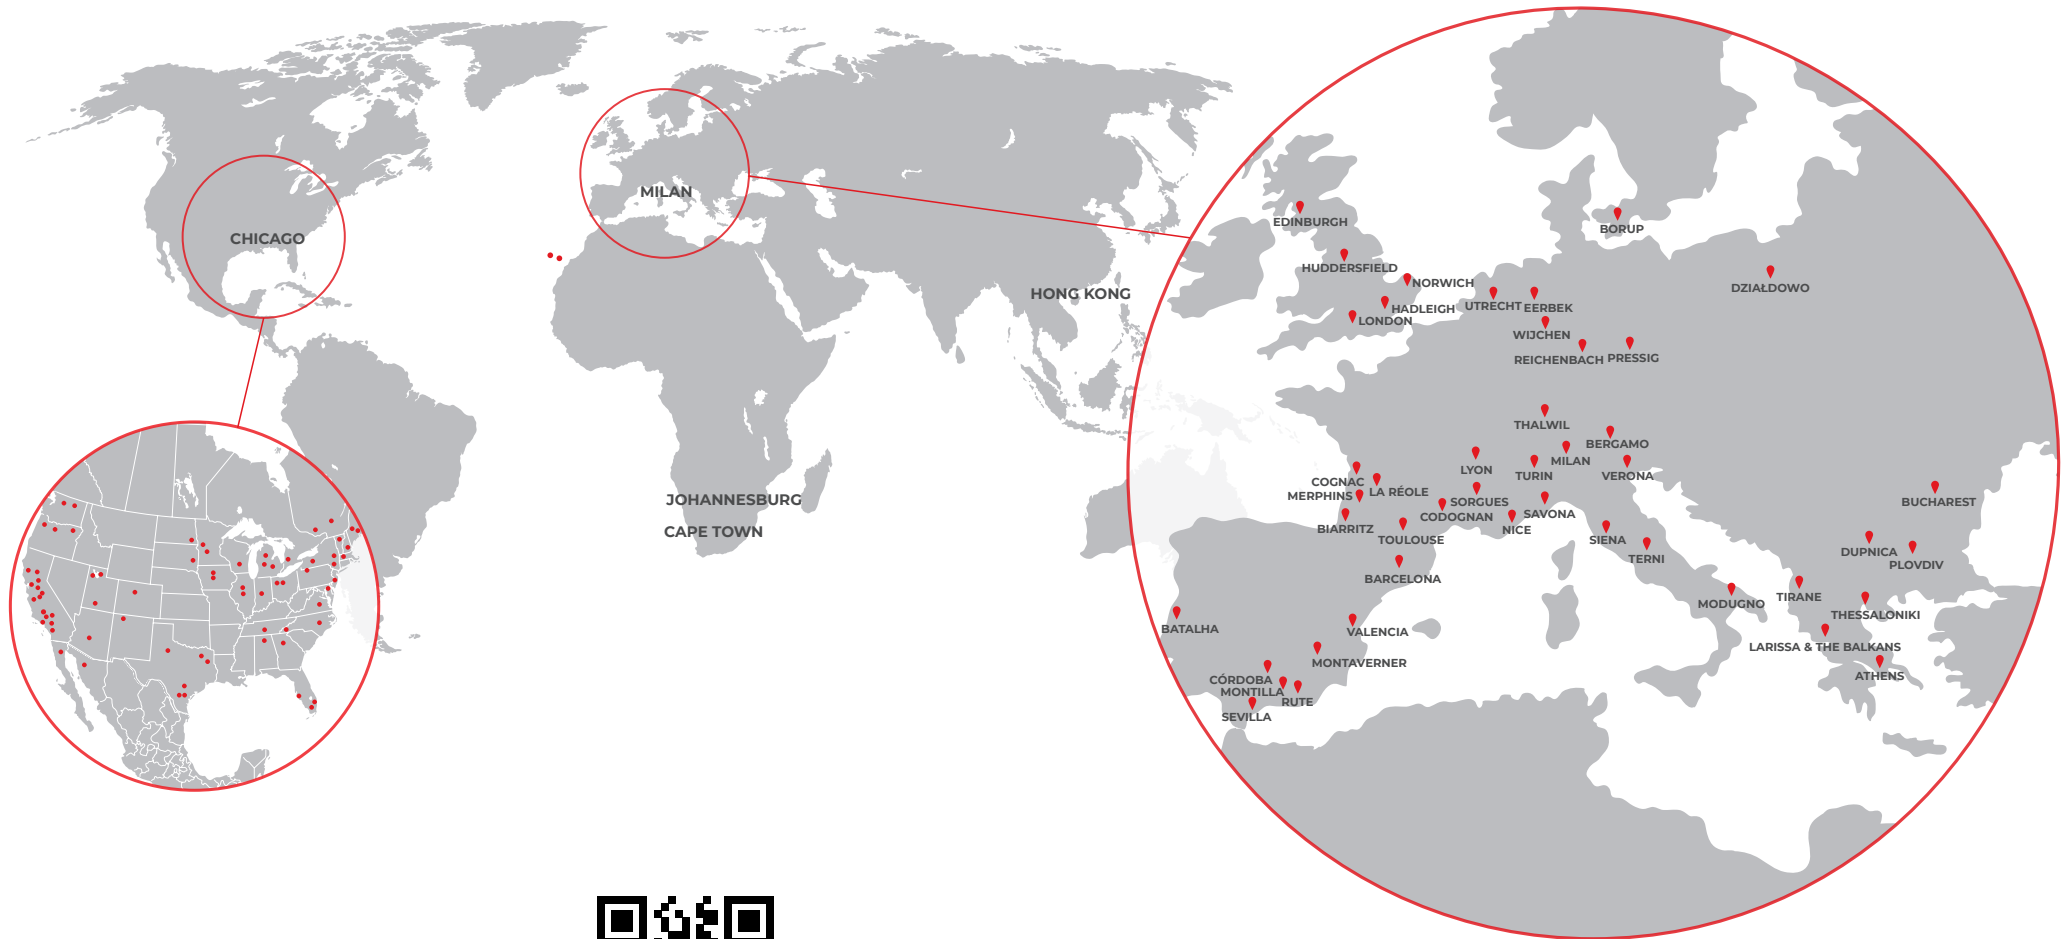 MILAN
CHICAGO
HONG KONG
JOHANNESBURG
CAPE TOWN
EDINBURGH
BORUP
HUDDERSFIELD
NORWICH
DZIAŁDOWO
HADLEIGH
UTRECHT
EERBEK
LONDON
WIJCHEN
REICHENBACH
PRESSIG
THALWIL
BERGAMO
MILAN
LYON
TURIN
VERONA
COGNAC
LA RÉOLE
MERPHINS
SORGUES
BUCHAREST
CODOGNAN
SAVONA
BIARRITZ
NICE
TOULOUSE
SIENA
DUPNICA
TERNI
PLOVDIV
BARCELONA
TIRANE
MODUGNO
THESSALONIKI
BATALHA
VALENCIA
LARISSA & THE BALKANS
MONTAVERNER
ATHENS
CÓRDOBA
MONTILLA
RUTE
SEVILLA